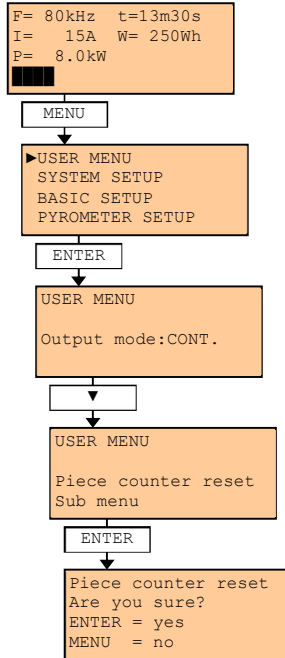 F= 80kHz t=13m30s
I= 15A W= 250Wh
P= 8.0kW
MENU
►USER MENU
SYSTEM SETUP
BASIC SETUP
PYROMETER SETUP
ENTER
USER MENU
Output mode:CONT.
▼
USER MENU
Piece counter reset
Sub menu
ENTER
Piece counter reset
Are you sure?
ENTER = yes
MENU = no